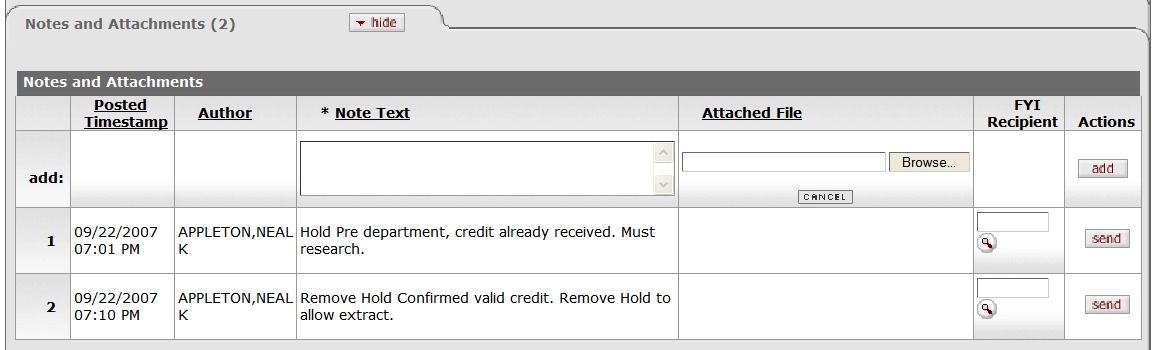 Notes and Attachments (2)
hide
Notes and Attachments
Posted Timestamp
Author
* Note Text
Attached File
FYI Recipient
Actions
add:
Browse...
CANCEL
add
1
09/22/2007
07:01 PM
APPLETON,NEAL
K
Hold Pre department, credit already received. Must
research.
send
2
09/22/2007
07:10 PM
APPLETON,NEAL
K
Remove Hold Confirmed valid credit. Remove Hold to
allow extract.
send